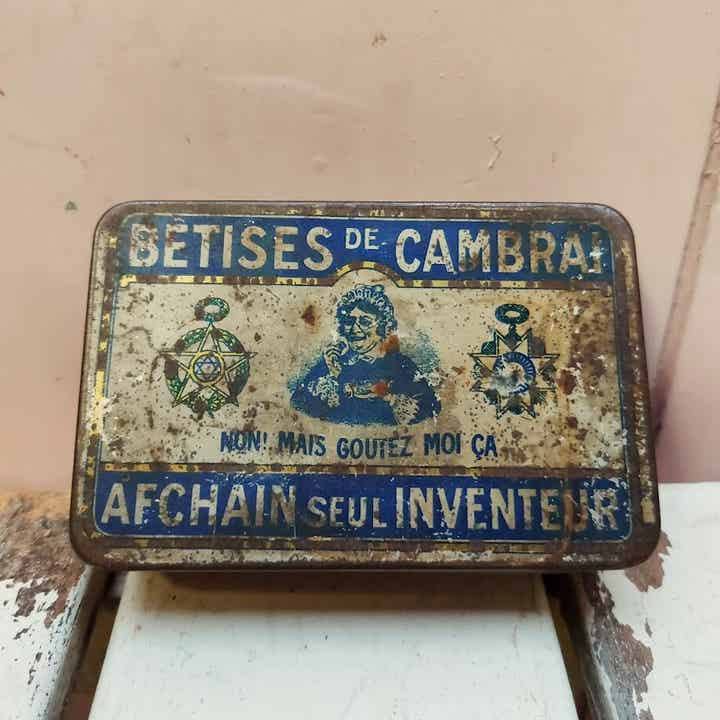 BETISES DE CAMBRAI
NON! MAIS GOUTEZ MOI ÇA
AFCHAIN SEUL INVENTEUR